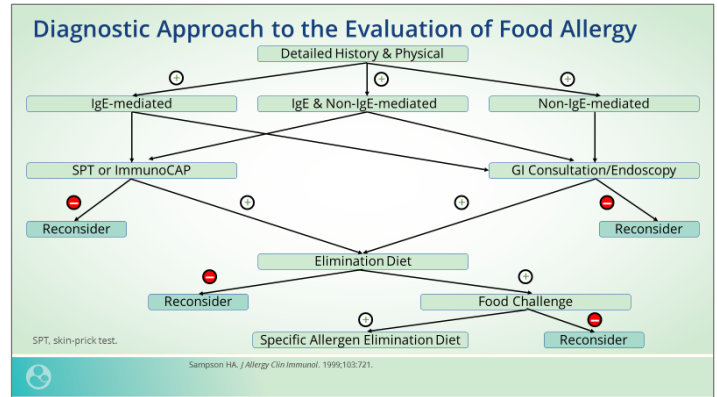 Diagnostic Approach to the Evaluation of Food Allergy
Detailed History & Physical
IgE-mediated
IgE & Non-IgE-mediated
Non-IgE-mediated
SPT or ImmunoCAP
GI Consultation/Endoscopy
Reconsider
Reconsider
Elimination Diet
Reconsider
Food Challenge
Specific Allergen Elimination Diet
Reconsider
SPT, skin-prick test.
Sampson HA. J Allergy Clin Immunol. 1999;103:721.